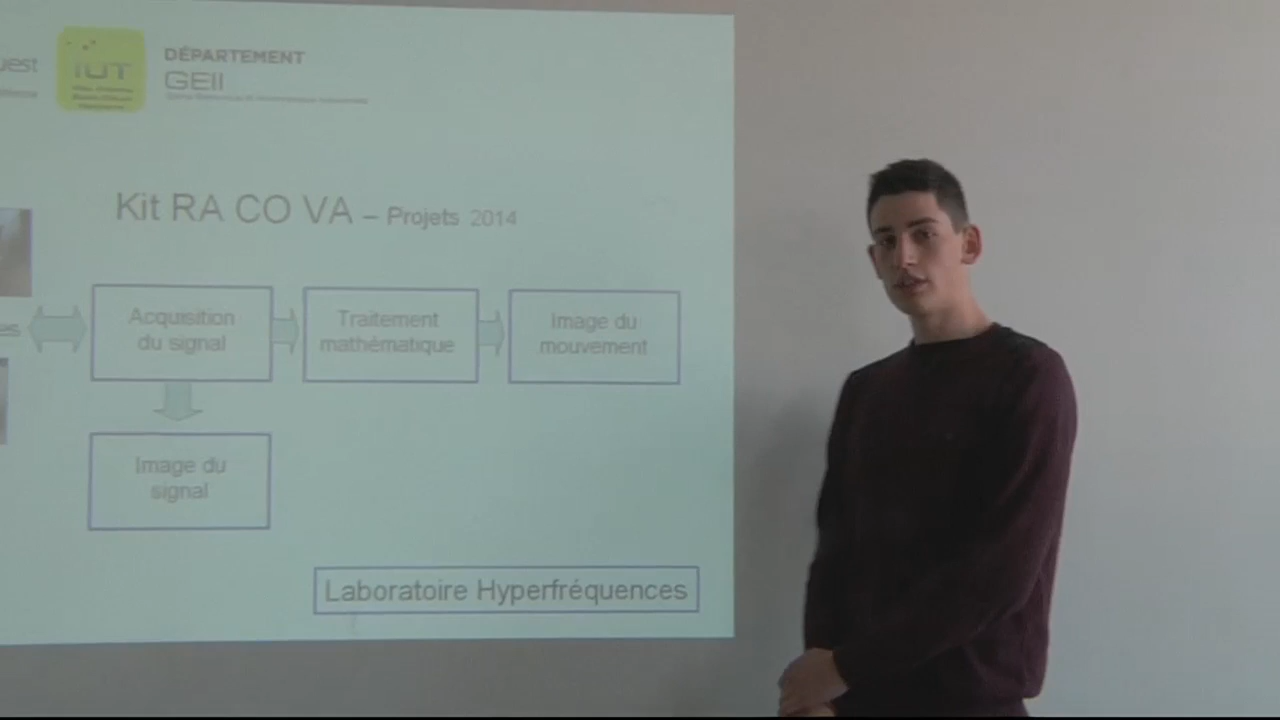 uest
IUT
DÉPARTEMENT
GEII
Kit RA CO VA – Projets 2014
es
Acquisition
du signal
Traitement
mathématique
Image du
mouvement
Image du
signal
Laboratoire Hyperfréquences